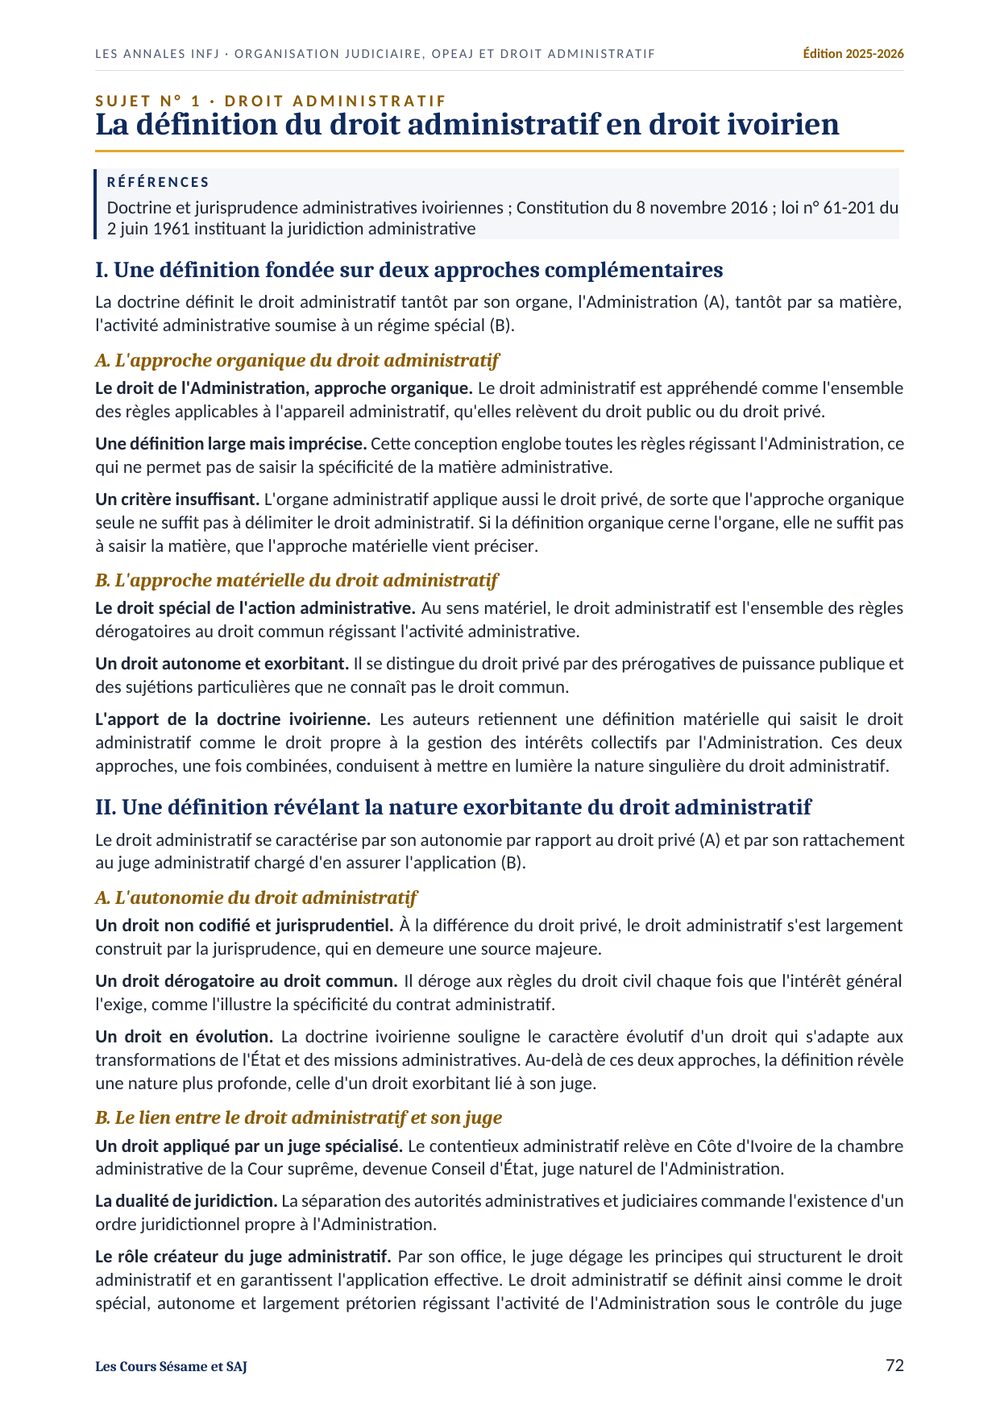 LES ANNALES INFJ · ORGANISATION JUDICIAIRE, OPEAJ ET DROIT ADMINISTRATIF
Édition 2025-2026
SUJET N° 1 · DROIT ADMINISTRATIF
La définition du droit administratif en droit ivoirien
RÉFÉRENCES
Doctrine et jurisprudence administratives ivoiriennes ; Constitution du 8 novembre 2016 ; loi n° 61-201 du
2 juin 1961 instituant la juridiction administrative
I. Une définition fondée sur deux approches complémentaires
La doctrine définit le droit administratif tantôt par son organe, l'Administration (A), tantôt par sa matière,
l'activité administrative soumise à un régime spécial (B).
A. L'approche organique du droit administratif
Le droit de l'Administration, approche organique. Le droit administratif est appréhendé comme l'ensemble
des règles applicables à l'appareil administratif, qu'elles relèvent du droit public ou du droit privé.
Une définition large mais imprécise. Cette conception englobe toutes les règles régissant l'Administration, ce
qui ne permet pas de saisir la spécificité de la matière administrative.
Un critère insuffisant. L'organe administratif applique aussi le droit privé, de sorte que l'approche organique
seule ne suffit pas à délimiter le droit administratif. Si la définition organique cerne l'organe, elle ne suffit pas
à saisir la matière, que l'approche matérielle vient préciser.
B. L'approche matérielle du droit administratif
Le droit spécial de l'action administrative. Au sens matériel, le droit administratif est l'ensemble des règles
dérogatoires au droit commun régissant l'activité administrative.
Un droit autonome et exorbitant. Il se distingue du droit privé par des prérogatives de puissance publique et
des sujétions particulières que ne connaît pas le droit commun.
L'apport de la doctrine ivoirienne. Les auteurs retiennent une définition matérielle qui saisit le droit
administratif comme le droit propre à la gestion des intérêts collectifs par l'Administration. Ces deux
approches, une fois combinées, conduisent à mettre en lumière la nature singulière du droit administratif.
II. Une définition révélant la nature exorbitante du droit administratif
Le droit administratif se caractérise par son autonomie par rapport au droit privé (A) et par son rattachement
au juge administratif chargé d'en assurer l'application (B).
A. L'autonomie du droit administratif
Un droit non codifié et jurisprudentiel. À la différence du droit privé, le droit administratif s'est largement
construit par la jurisprudence, qui en demeure une source majeure.
Un droit dérogatoire au droit commun. Il déroge aux règles du droit civil chaque fois que l'intérêt général
l'exige, comme l'illustre la spécificité du contrat administratif.
Un droit en évolution. La doctrine ivoirienne souligne le caractère évolutif d'un droit qui s'adapte aux
transformations de l'État et des missions administratives. Au-delà de ces deux approches, la définition révèle
une nature plus profonde, celle d'un droit exorbitant lié à son juge.
B. Le lien entre le droit administratif et son juge
Un droit appliqué par un juge spécialisé. Le contentieux administratif relève en Côte d'Ivoire de la chambre
administrative de la Cour suprême, devenue Conseil d'État, juge naturel de l'Administration.
La dualité de juridiction. La séparation des autorités administratives et judiciaires commande l'existence d'un
ordre juridictionnel propre à l'Administration.
Le rôle créateur du juge administratif. Par son office, le juge dégage les principes qui structurent le droit
administratif et en garantissent l'application effective. Le droit administratif se définit ainsi comme le droit
spécial, autonome et largement prétorien régissant l'activité de l'Administration sous le contrôle du juge
Les Cours Sésame et SAJ
72